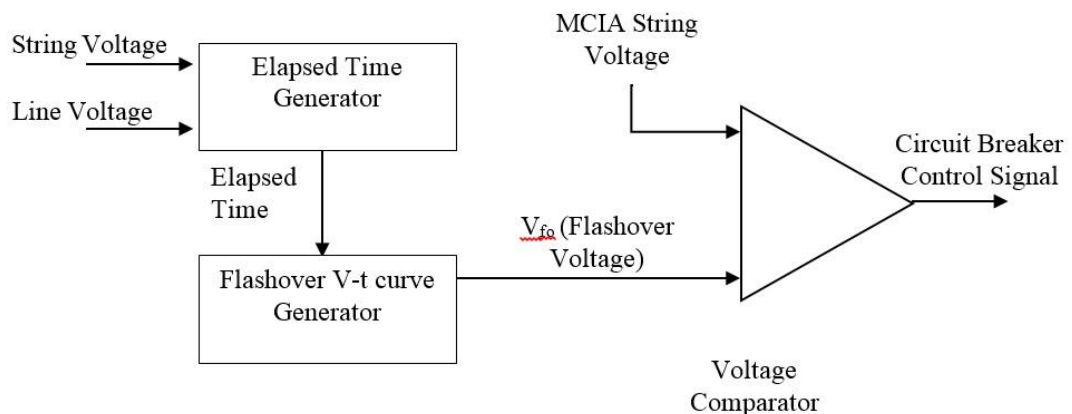 String Voltage
Line Voltage
Elapsed Time
Generator
Elapsed
Time
Flashover V-t curve
Generator
MCIA String
Voltage
Vfo (Flashover
Voltage)
Circuit Breaker
Control Signal
Voltage
Comparator